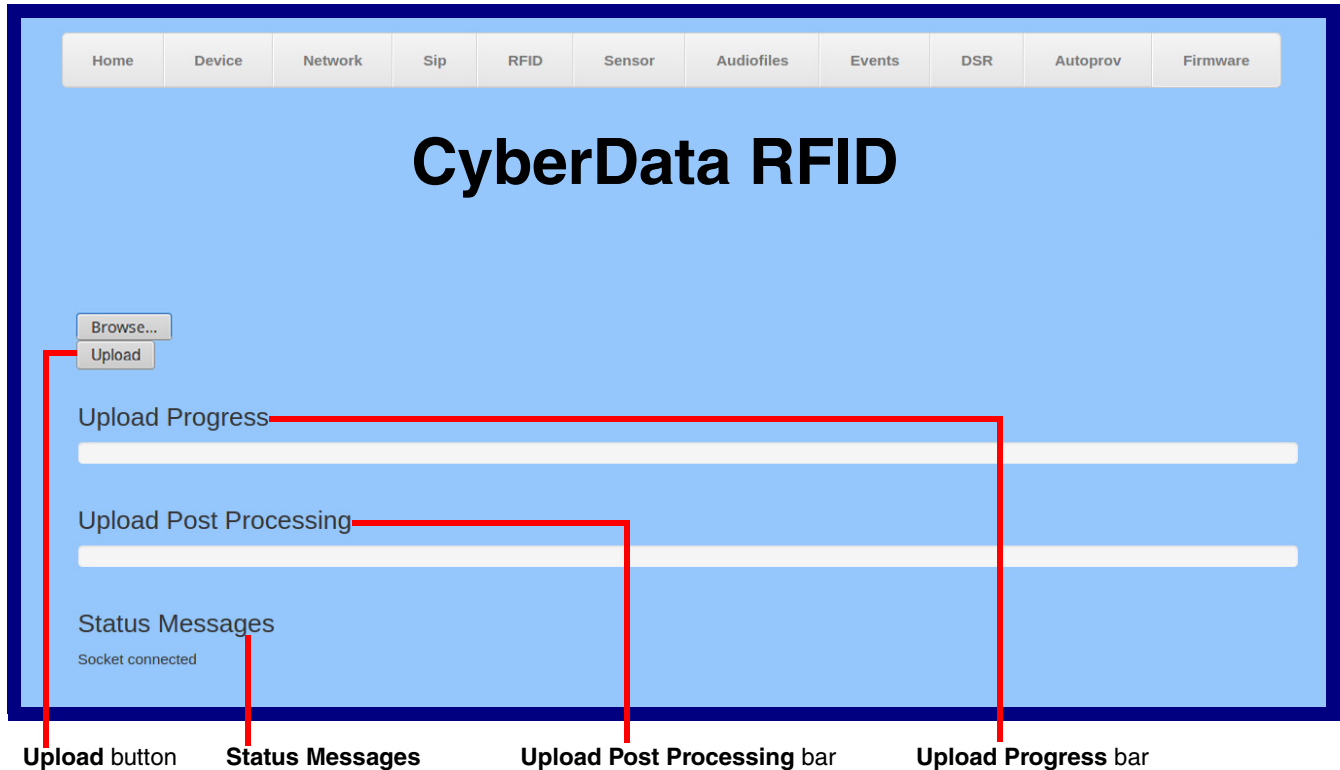 Home Device Network Sip RFID Sensor Audiofiles Events DSR Autoprov Firmware
CyberData RFID
Browse...
Upload
Upload Progress
Upload Post Processing
Status Messages
Socket connected
Upload button Status Messages Upload Post Processing bar Upload Progress bar